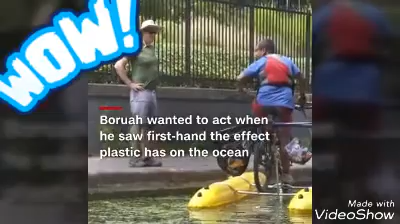 WOW!
Boruah wanted to act when
he saw first-hand the effect
plastic has on the ocean
Made with
VideoShow